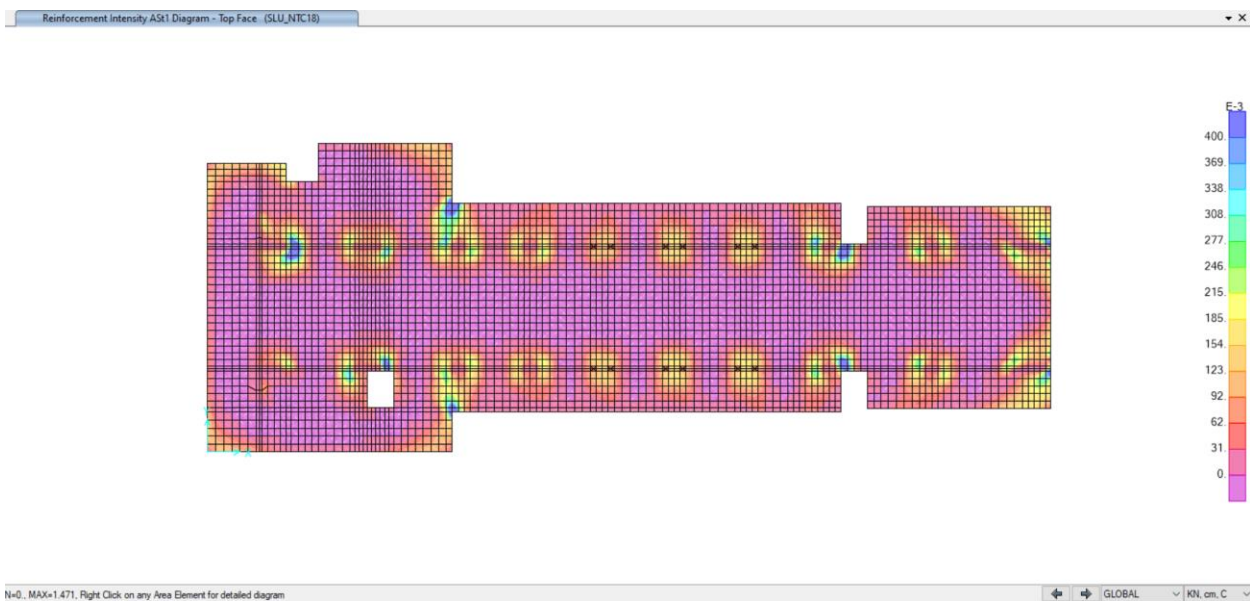 Reinforcement Intensity ASt1 Diagram - Top Face (SLU_NTC18)
E-3
400.
369.
338.
308.
277.
246.
215.
185.
154.
123.
92.
62.
31.
0.
X
N=0., MAX=1.471, Right Click on any Area Element for detailed diagram
GLOBAL
KN, cm, C